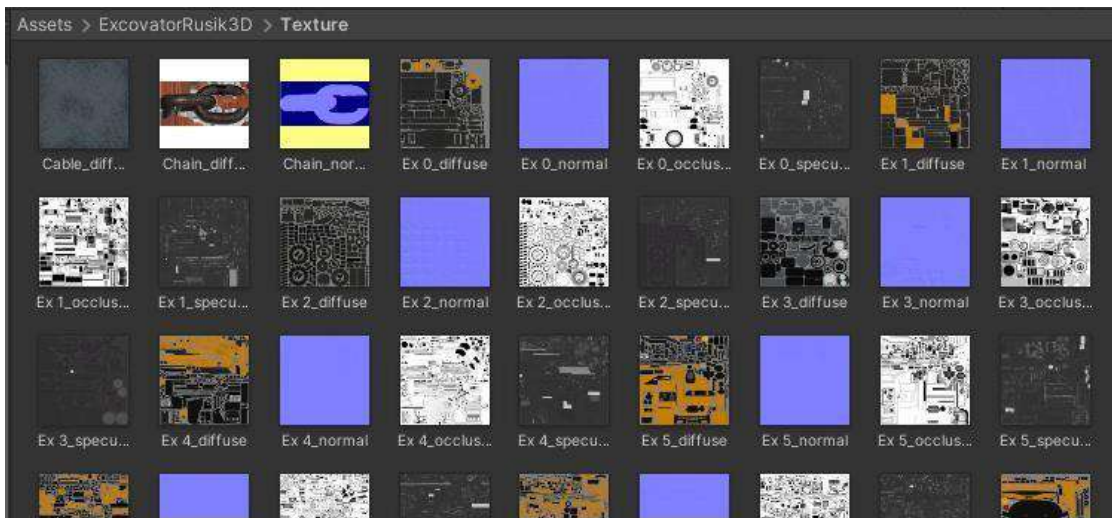 Assets > ExcovatorRusik3D > Texture
Cable_diff... Chain_diff... Chain_nor... Ex 0_diffuse Ex 0_normal Ex 0_occlus... Ex 0_specu... Ex 1_diffuse Ex 1_normal
Ex 1_occlus... Ex 1_specu... Ex 2_diffuse Ex 2_normal Ex 2_occlus... Ex 2_specu... Ex 3_diffuse Ex 3_normal Ex 3_occlus...
Ex 3_specu... Ex 4_diffuse Ex 4_normal Ex 4_occlus... Ex 4_specu... Ex 5_diffuse Ex 5_normal Ex 5_occlus... Ex 5_specu...